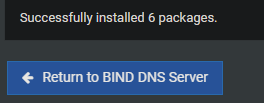 Successfully installed 6 packages.
Return to BIND DNS Server